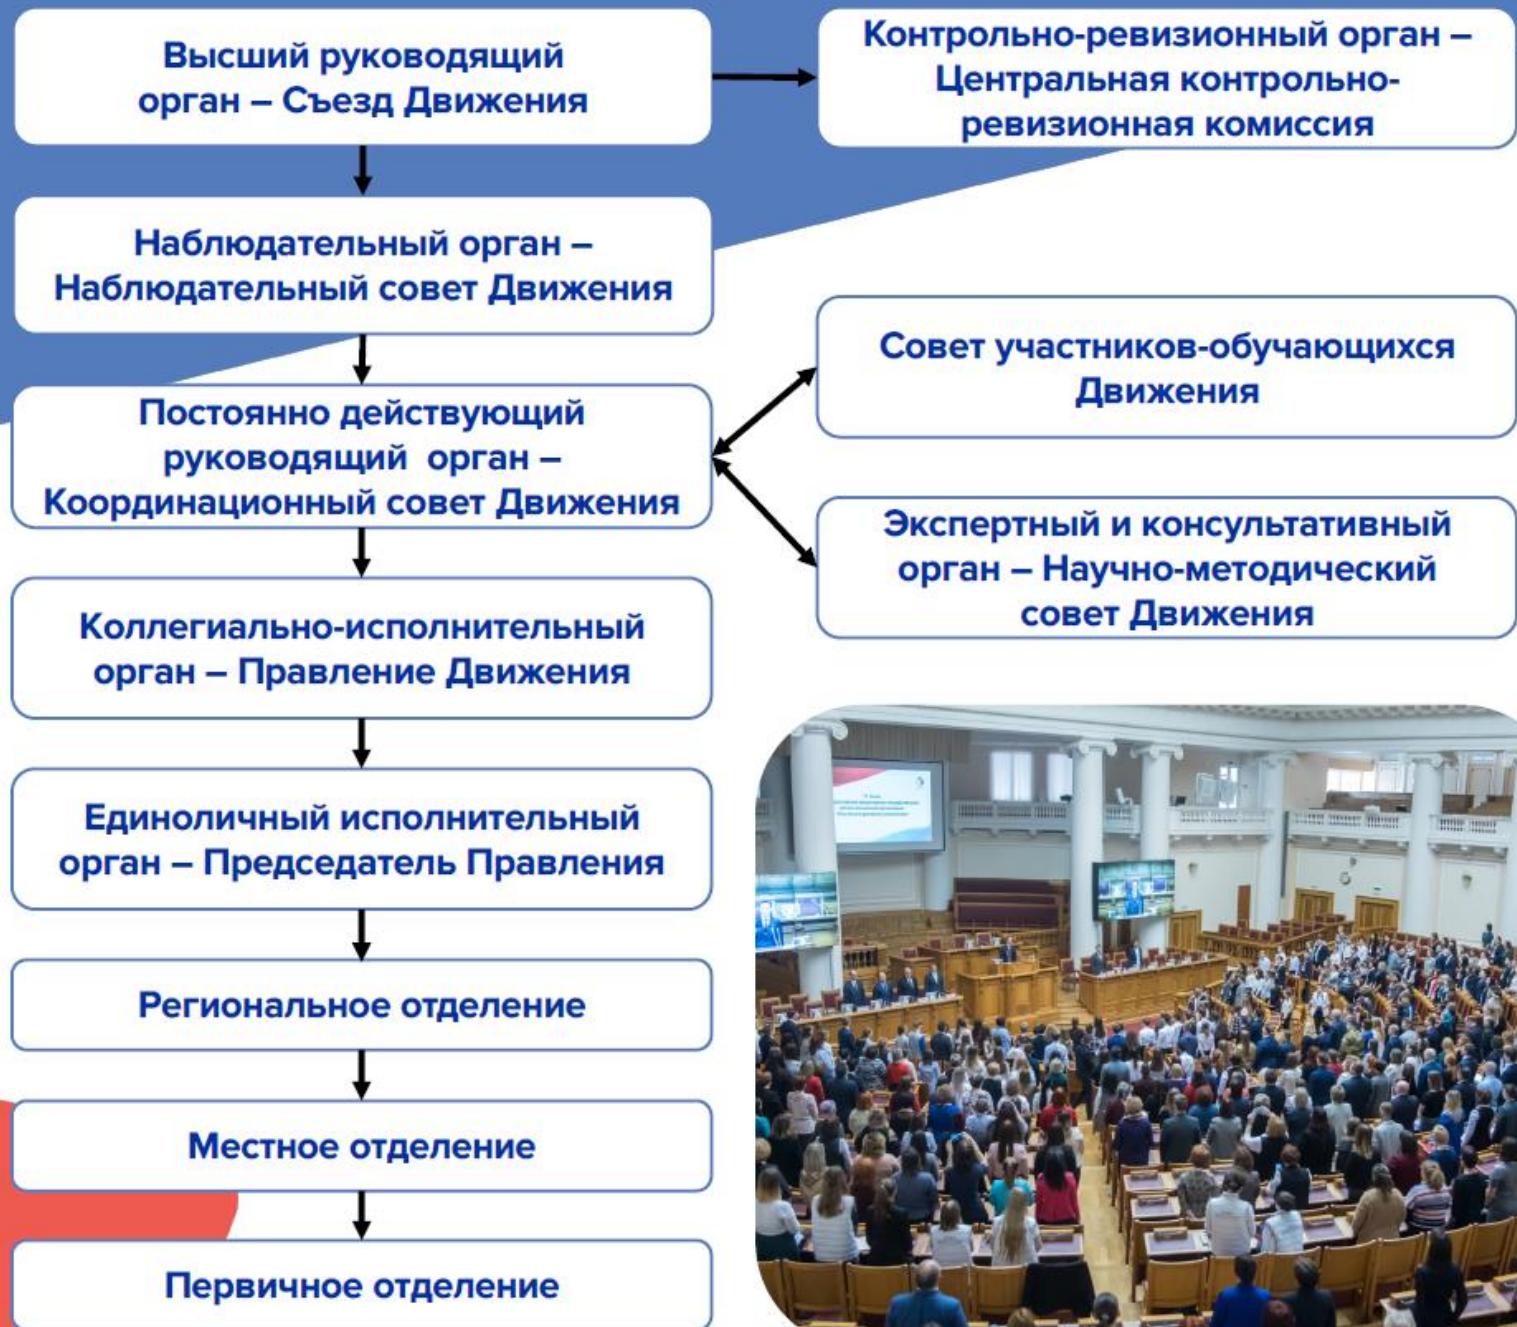 Высший руководящий
орган – Съезд Движения
Контрольно-ревизионный орган –
Центральная контрольно-
ревизионная комиссия
Наблюдательный орган –
Наблюдательный совет Движения
Постоянно действующий
руководящий орган –
Координационный совет Движения
Совет участников-обучающихся
Движения
Экспертный и консультативный
орган – Научно-методический
совет Движения
Коллегиально-исполнительный
орган – Правление Движения
Единоличный исполнительный
орган – Председатель Правления
Региональное отделение
Местное отделение
Первичное отделение